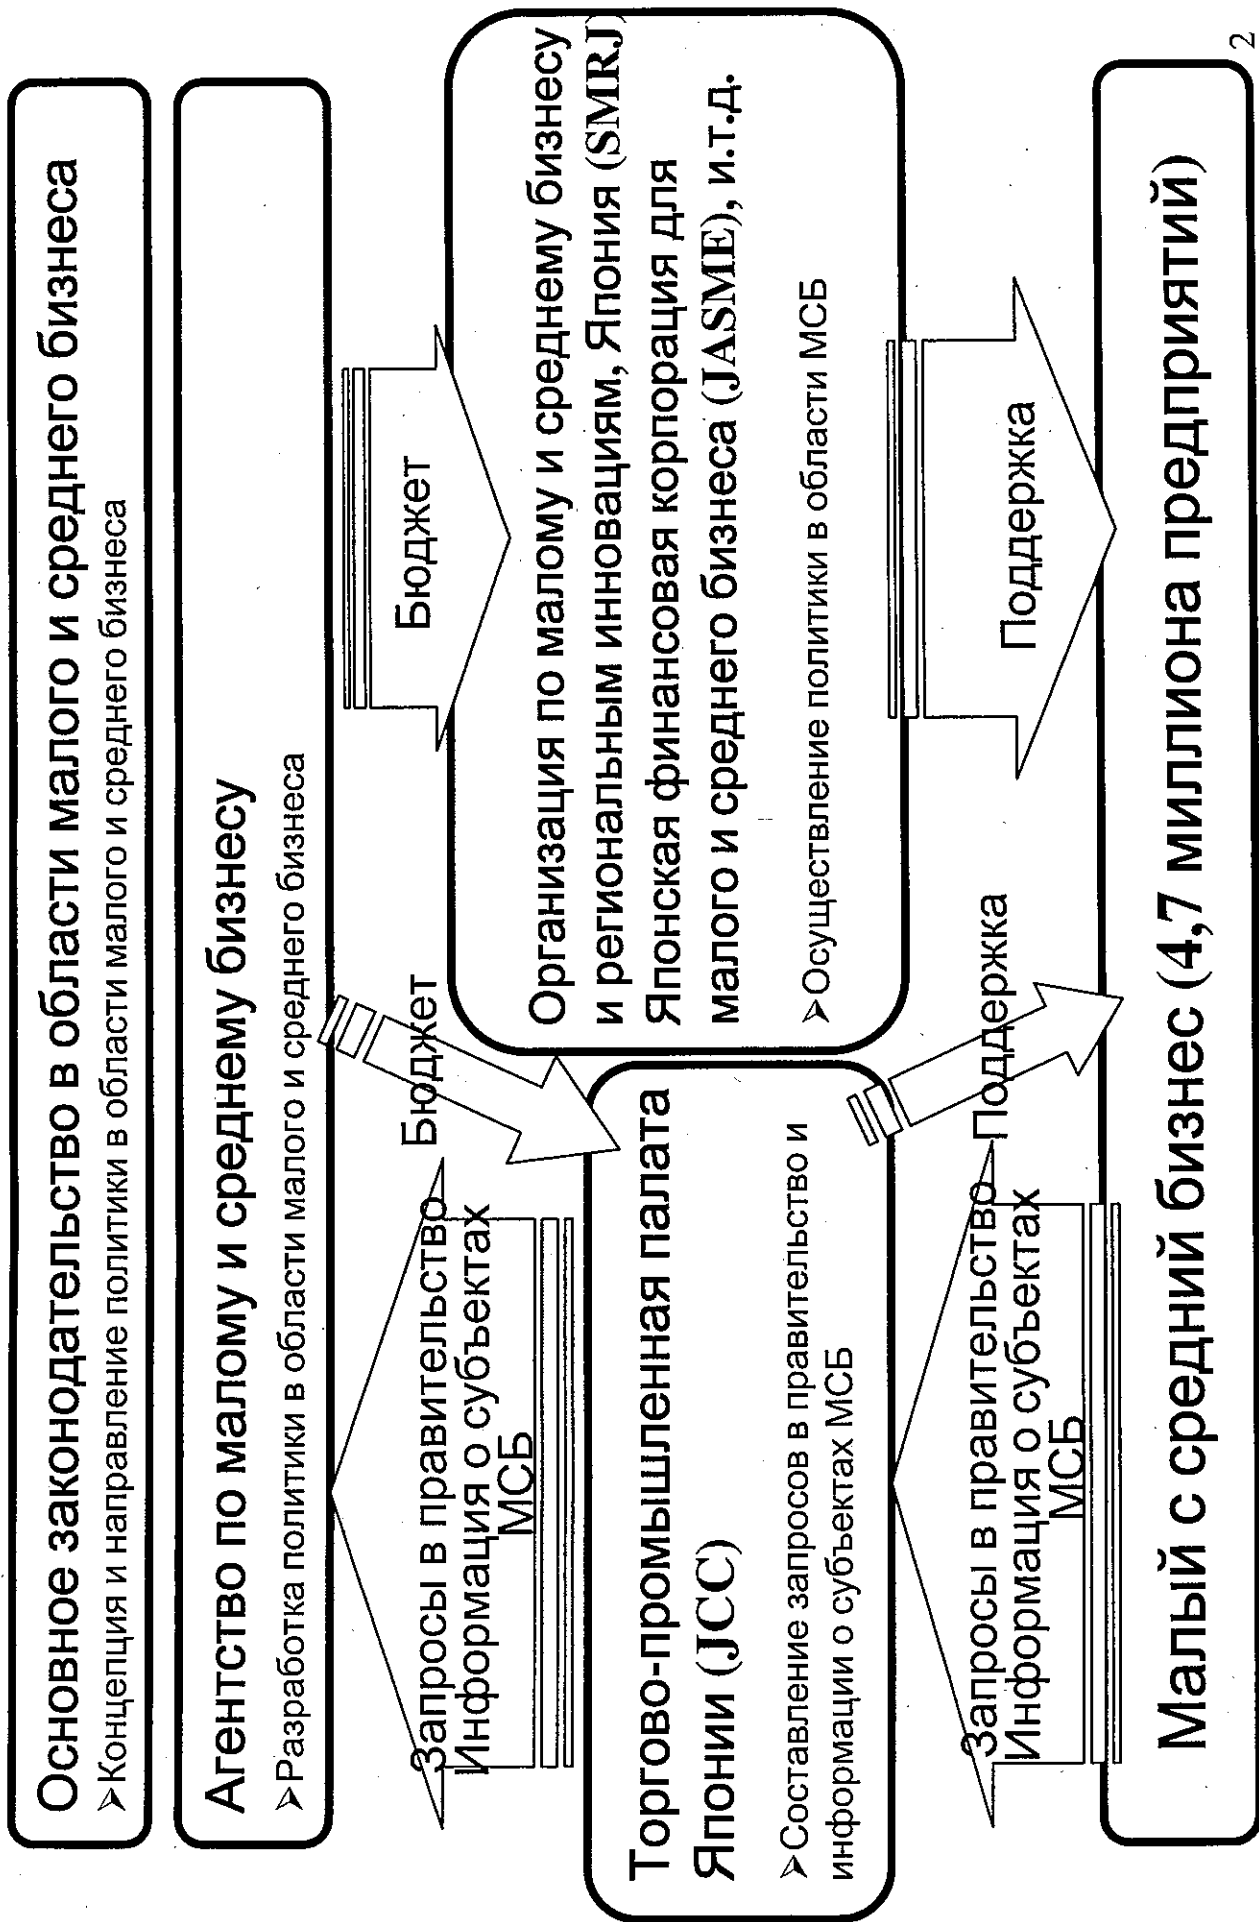 Основное законодательство в области малого и среднего бизнеса
➢Концепция и направление политики в области малого и среднего бизнеса
Агентство по малому и среднему бизнесу
➢Разработка политики в области малого и среднего бизнеса
Запросы в правительство
Информация о субъектах
МСБ
Бюджет
Бюджет
Торгово-промышленная палата
Японии (JCC)
➢Составление запросов в правительство и
информации о субъектах МСБ
Организация по малому и среднему бизнесу
и региональным инновациям, Япония (SMRJ)
Японская финансовая корпорация для
малого и среднего бизнеса (JASME), и.т.д.
➢Осуществление политики в области МСБ
Запросы в правительство
Информация о субъектах
МСБ
Поддержка
Поддержка
Малый с средний бизнес (4,7 миллиона предприятий)
2